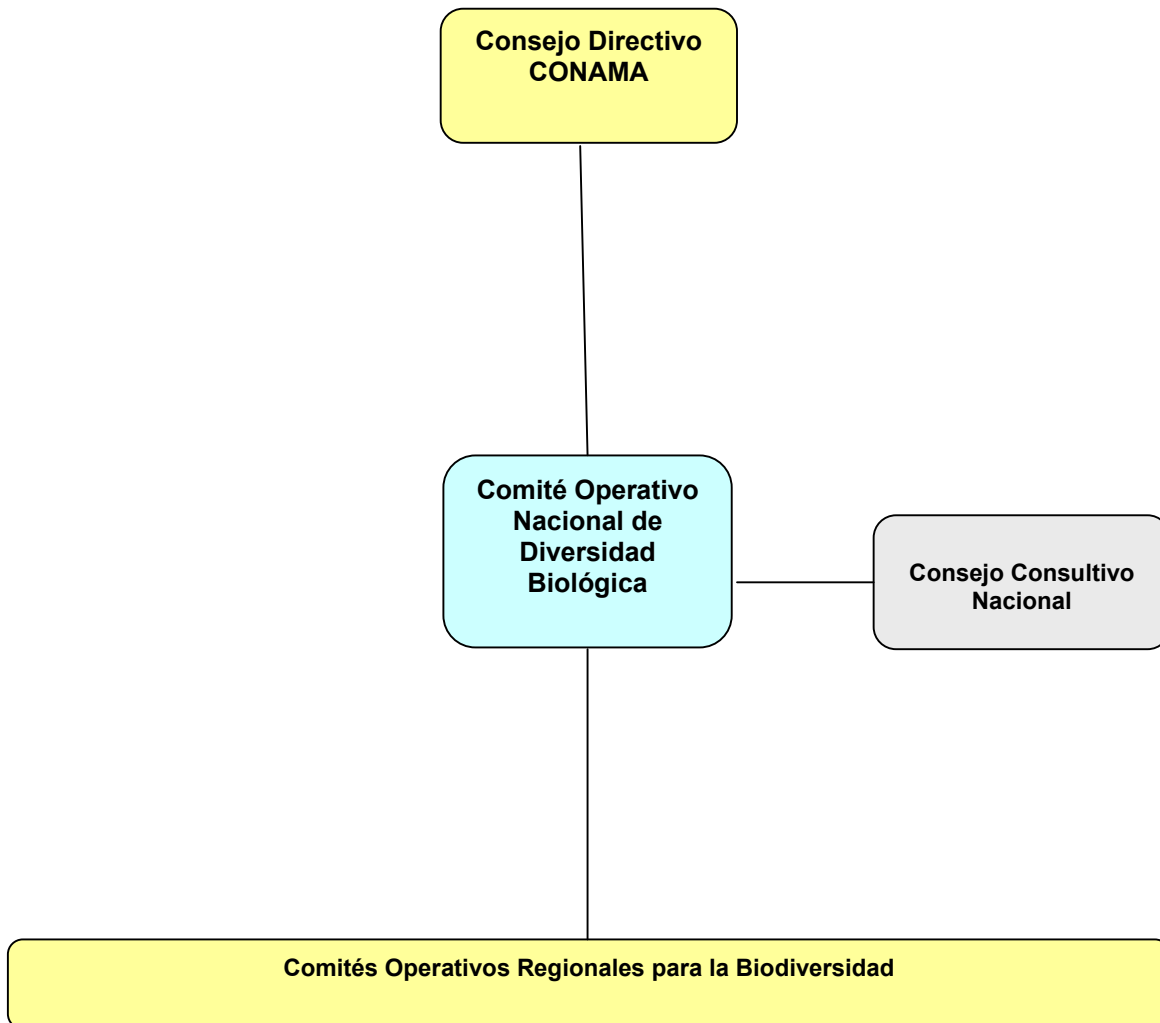 Consejo Directivo
CONAMA
Comité Operativo
Nacional de
Diversidad
Biológica
Consejo Consultivo
Nacional
Comités Operativos Regionales para la Biodiversidad